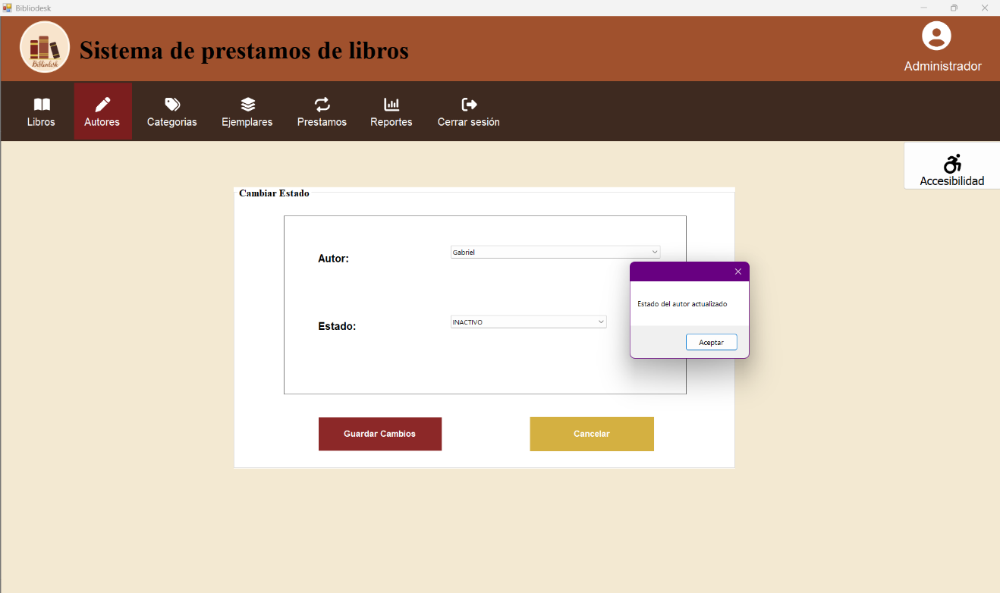 Bibliodesk
Bibliodesk
Sistema de prestamos de libros
Administrador
Libros
Autores
Categorias
Ejemplares
Prestamos
Reportes
Cerrar sesión
Accesibilidad
Cambiar Estado
Autor:
Gabriel
Estado del autor actualizado
Estado:
INACTIVO
Aceptar
Guardar Cambios
Cancelar